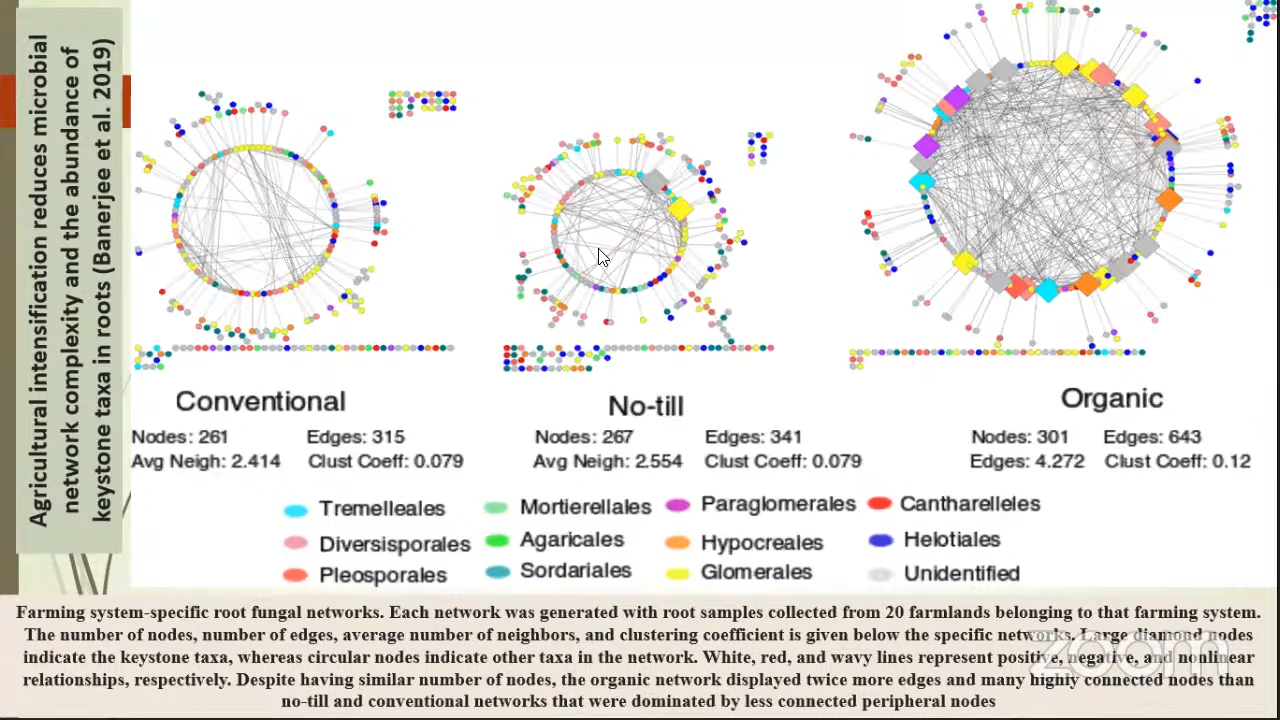 Agricultural intensification reduces microbial
network complexity and the abundance of
keystone taxa in roots (Banerjee et al. 2019)
Conventional
Nodes: 261 Edges: 315
Avg Neigh: 2.414 Clust Coeff: 0.079
No-till
Nodes: 267 Edges: 341
Avg Neigh: 2.554 Clust Coeff: 0.079
Organic
Nodes: 301 Edges: 643
Edges: 4.272 Clust Coeff: 0.12
Tremelleales Mortierellales Paraglomerales Cantharelleles
Diversisporales Agaricales Hypocreales Helotiales
Pleosporales Sordariales Glomerales Unidentified
Farming system-specific root fungal networks. Each network was generated with root samples collected from 20 farmlands belonging to that farming system.
The number of nodes, number of edges, average number of neighbors, and clustering coefficient is given below the specific networks. Large diamond nodes
indicate the keystone taxa, whereas circular nodes indicate other taxa in the network. White, red, and wavy lines represent positive, negative, and nonlinear
relationships, respectively. Despite having similar number of nodes, the organic network displayed twice more edges and many highly connected nodes than
no-till and conventional networks that were dominated by less connected peripheral nodes
zoom